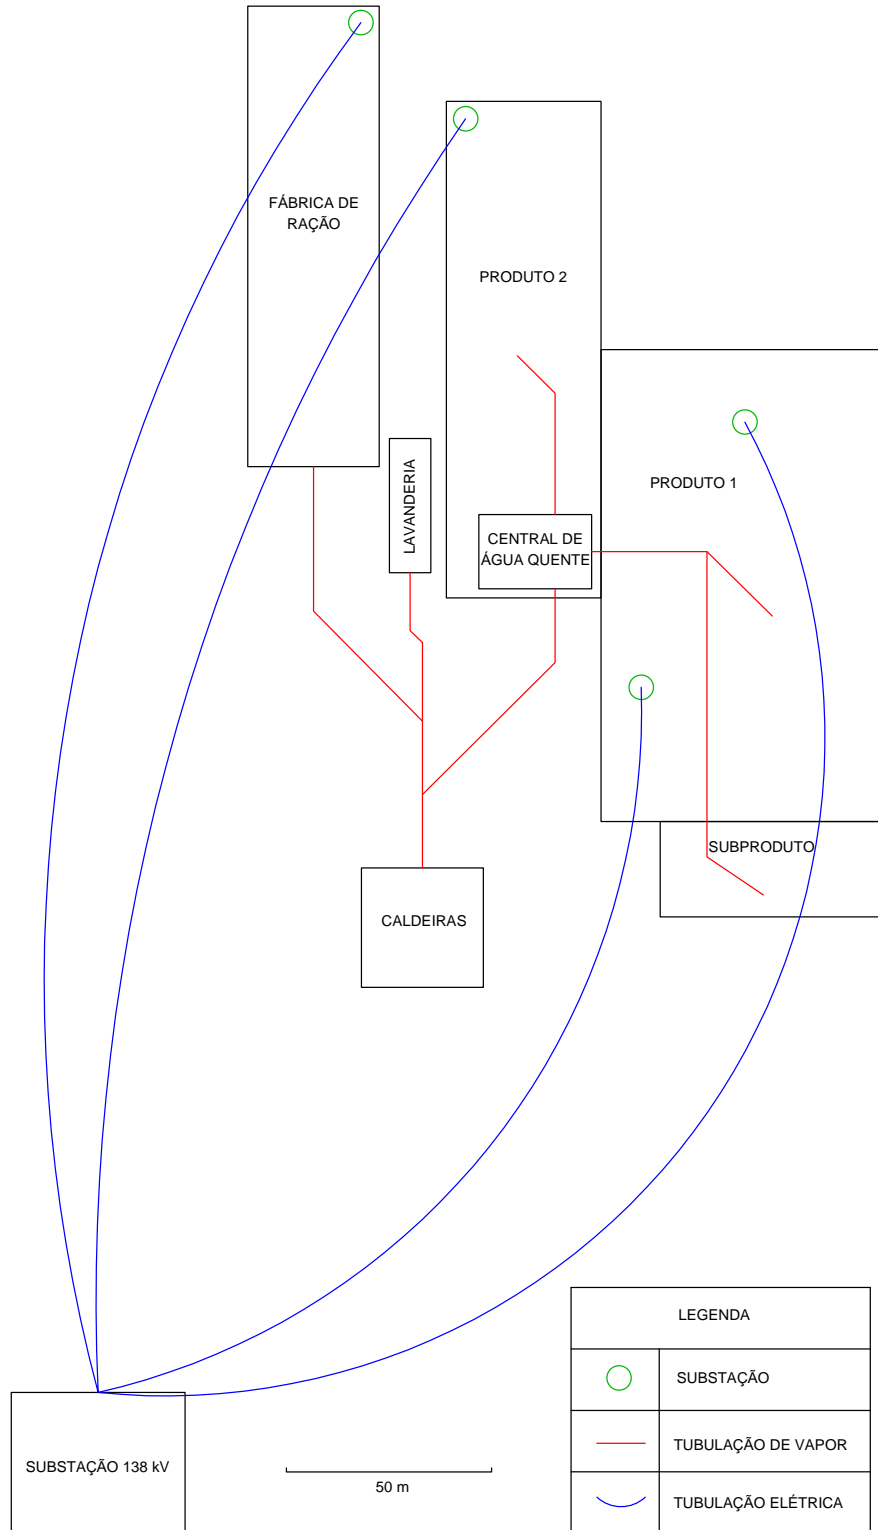 FÁBRICA DE
RAÇÃO
PRODUTO 2
LAVANDERIA
PRODUTO 1
CENTRAL DE
ÁGUA QUENTE
SUBPRODUTO
CALDEIRAS
SUBSTAÇÃO 138 kV
50 m
LEGENDA
SUBSTAÇÃO
TUBULAÇÃO DE VAPOR
TUBULAÇÃO ELÉTRICA